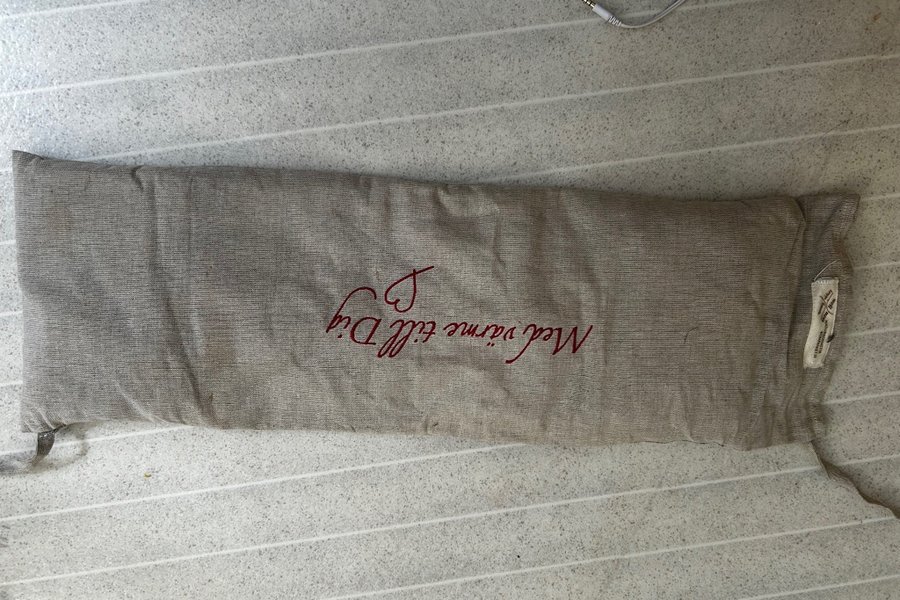 Med värme till Dig